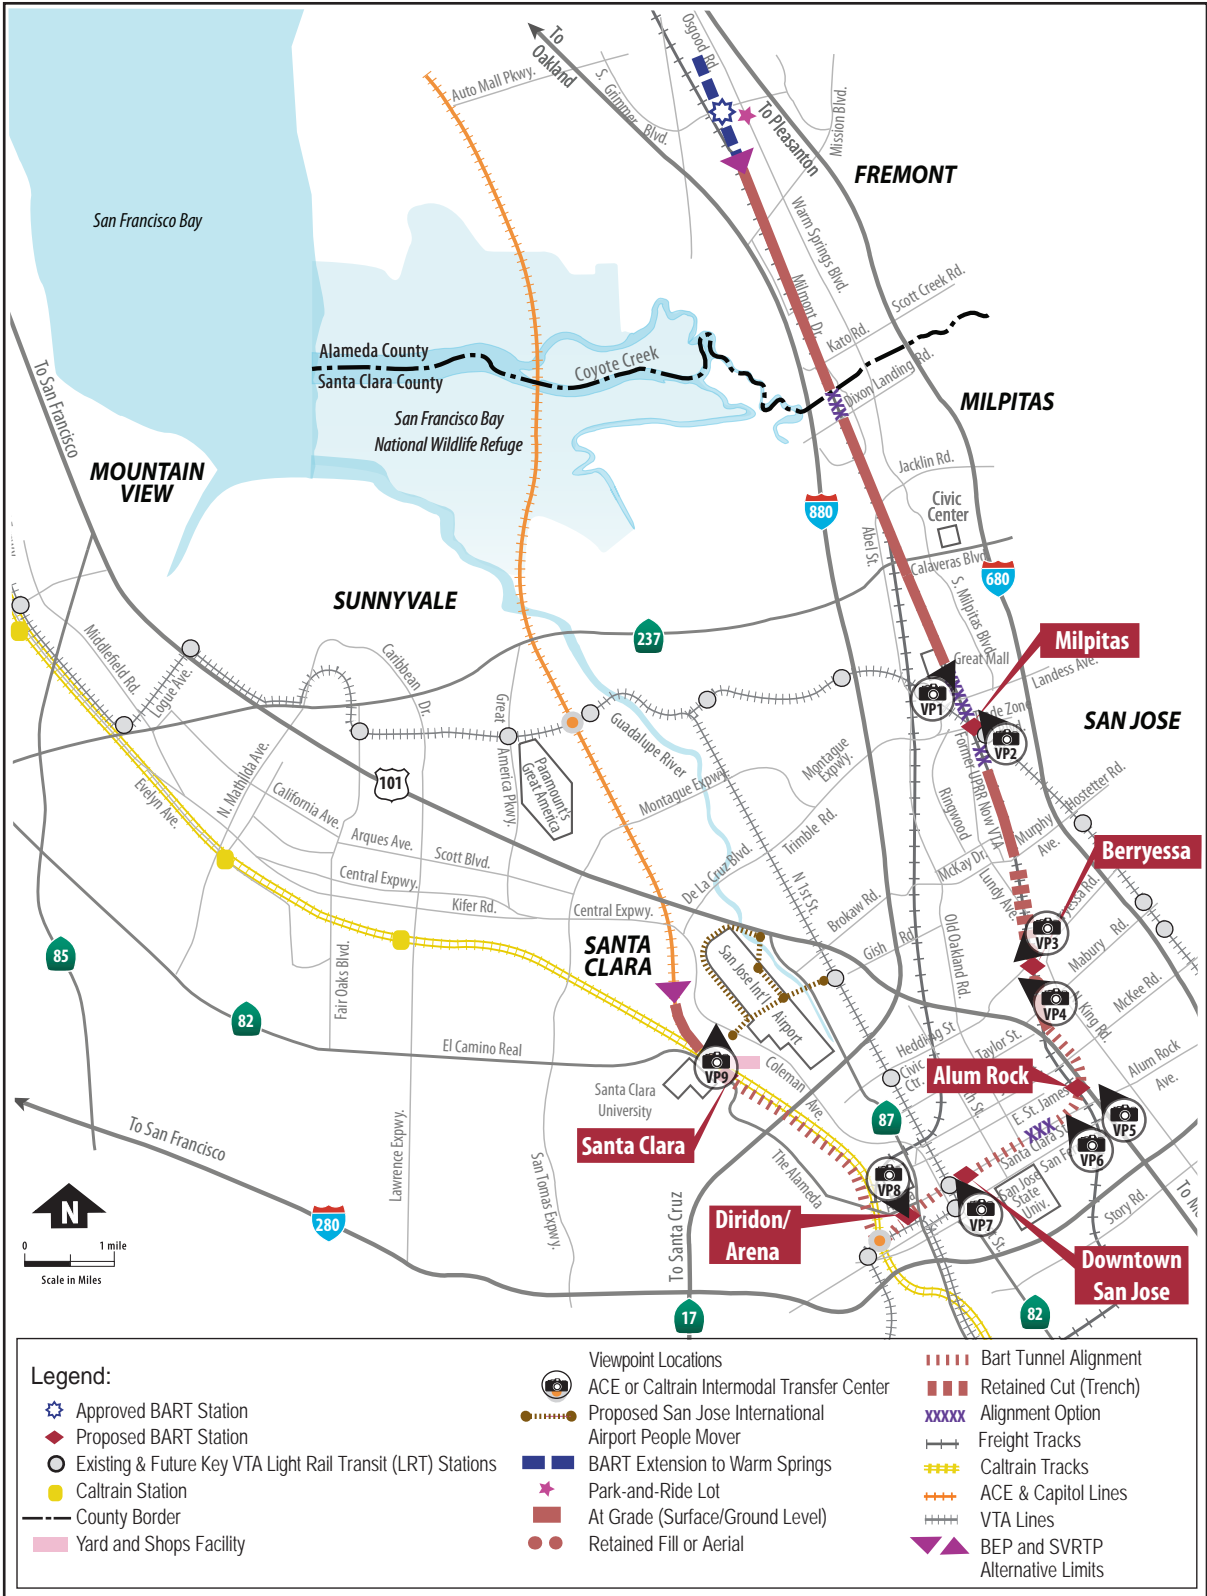 To
Oakland
Osgood Rd.
Auto Mall Pkwy.
S. Grimmer Blvd.
To Pleasanton
Mission Blvd.
FREMONT
San Francisco Bay
Warm Springs Blvd.
Milmont Dr.
Scott Creek Rd.
Kato Rd.
Dixon Landing Rd.
Alameda County
Santa Clara County
Coyote Creek
San Francisco Bay
National Wildlife Refuge
To San Francisco
MOUNTAIN
VIEW
MILPITAS
Jacklin Rd.
Civic
Center
880
Abel St.
Calaveras Blvd.
680
SUNNYVALE
237
S. Milpitas Blvd.
Milpitas
Great Mall
Landess Ave.
VP1
VP2
SAN JOSE
Middlefield Rd.
Logue Ave.
Caribbean Dr.
Great
America Pkwy.
Guadalupe River
Paramount's
Great America
101
N. Mathilda Ave.
Evelyn Ave.
California Ave.
Arques Ave.
Scott Blvd.
Central Expwy.
Kifer Rd.
Central Expwy.
Montague Expwy.
Montague
Expwy.
Trimble Rd.
De La Cruz Blvd.
N 1st St.
Brokaw Rd.
Gish Rd.
Former UPRR Now VTA
Ringwood
McKay Dr.
Murphy
Ave.
Hostetter Rd.
Lundy Ave.
Berryessa
VP3
Mabury Rd.
McKee Rd.
VP4
N King Rd.
Old Oakland Rd.
SANTA
CLARA
San Jose Int'l
Airport
85
82
Fair Oaks Blvd.
El Camino Real
VP9
Coleman Ave.
Santa Clara
University
Santa Clara
Hedding St
Civic
Ctr.
Taylor St.
Alum Rock
Alum Rock
Ave.
E. St. James
Santa Clara St.
VP5
VP6
87
VP8
San Jose
State
Univ.
VP7
Story Rd.
To San Francisco
280
Lawrence Expwy.
San Tomas Expwy.
The Alameda
To Santa Cruz
17
Diridon/
Arena
Downtown
San Jose
82
N
0 1 mile
Scale in Miles
Legend:
Approved BART Station
Proposed BART Station
Existing & Future Key VTA Light Rail Transit (LRT) Stations
Caltrain Station
County Border
Yard and Shops Facility
Viewpoint Locations
ACE or Caltrain Intermodal Transfer Center
Proposed San Jose International
Airport People Mover
BART Extension to Warm Springs
Park-and-Ride Lot
At Grade (Surface/Ground Level)
Retained Fill or Aerial
Bart Tunnel Alignment
Retained Cut (Trench)
XXXXX Alignment Option
Freight Tracks
Caltrain Tracks
ACE & Capitol Lines
VTA Lines
BEP and SVRTP
Alternative Limits